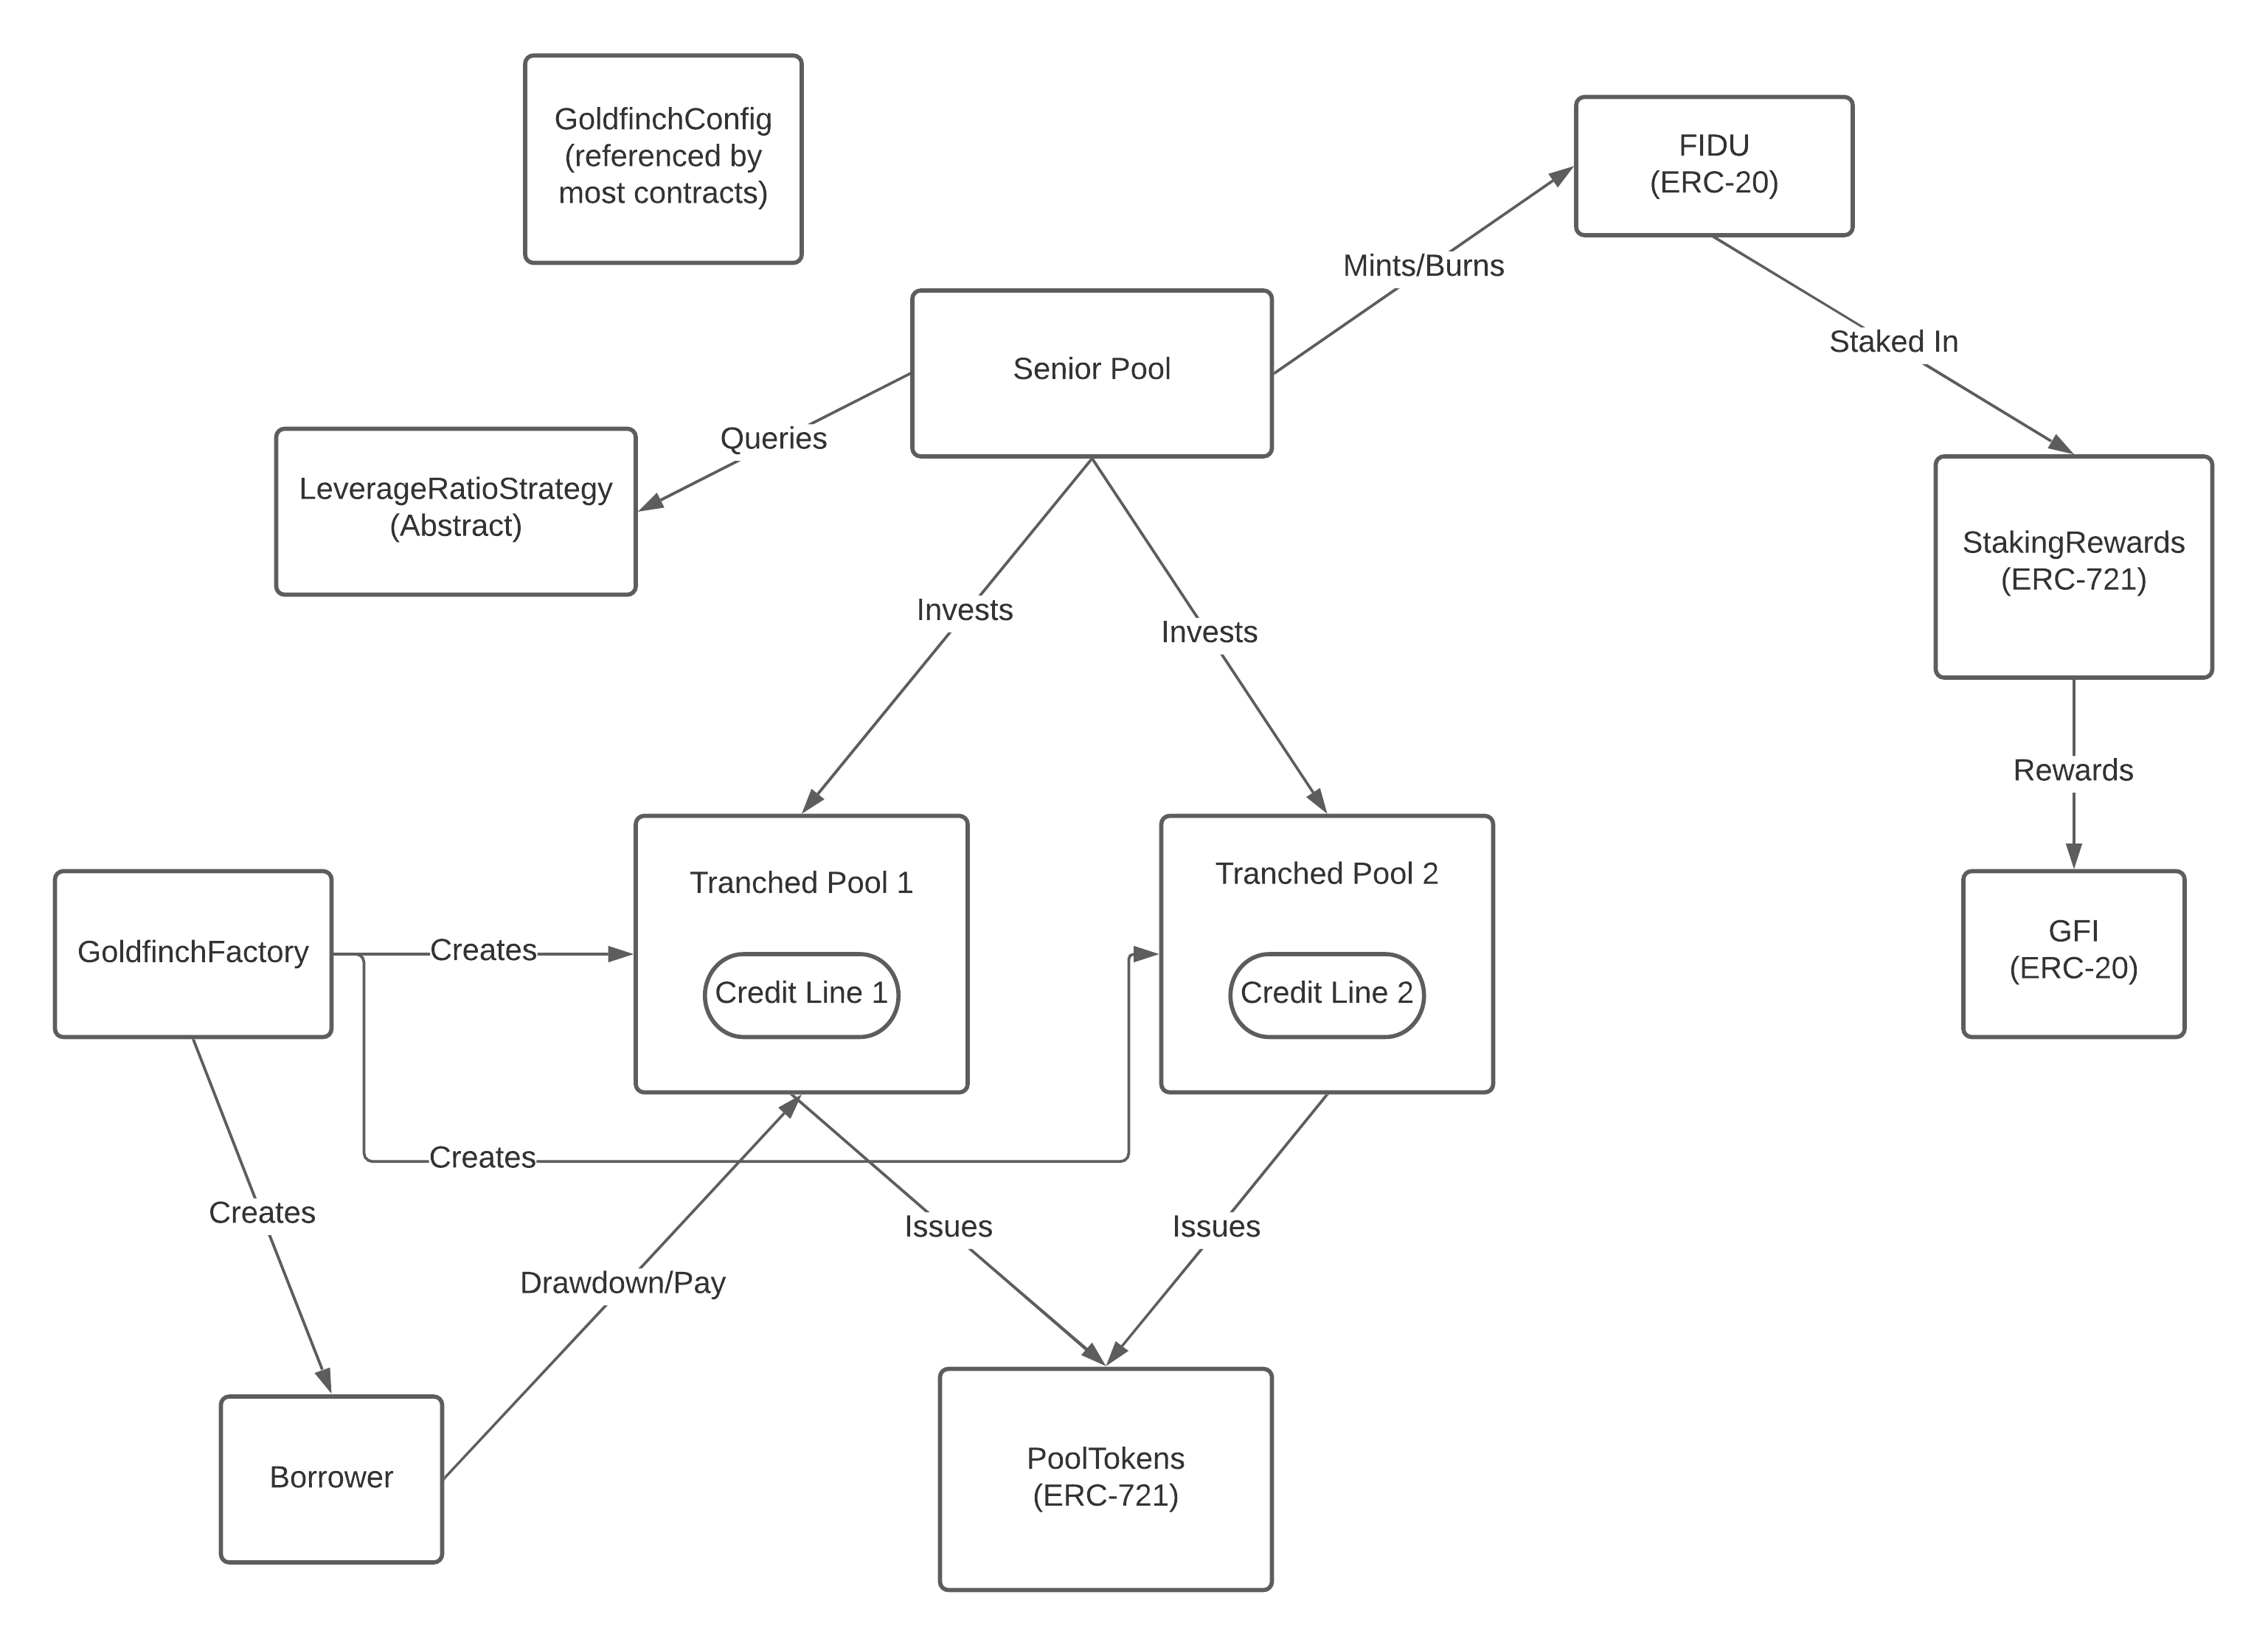 GoldfinchConfig
(referenced by
most contracts)
FIDU
(ERC-20)
Mints/Burns
Senior Pool
Staked In
Queries
LeverageRatioStrategy
(Abstract)
StakingRewards
(ERC-721)
Invests
Invests
Rewards
Tranched Pool 1
Tranched Pool 2
GoldfinchFactory
Creates
Credit Line 1
Credit Line 2
GFI
(ERC-20)
Creates
Creates
Issues
Issues
Drawdown/Pay
Borrower
PoolTokens
(ERC-721)